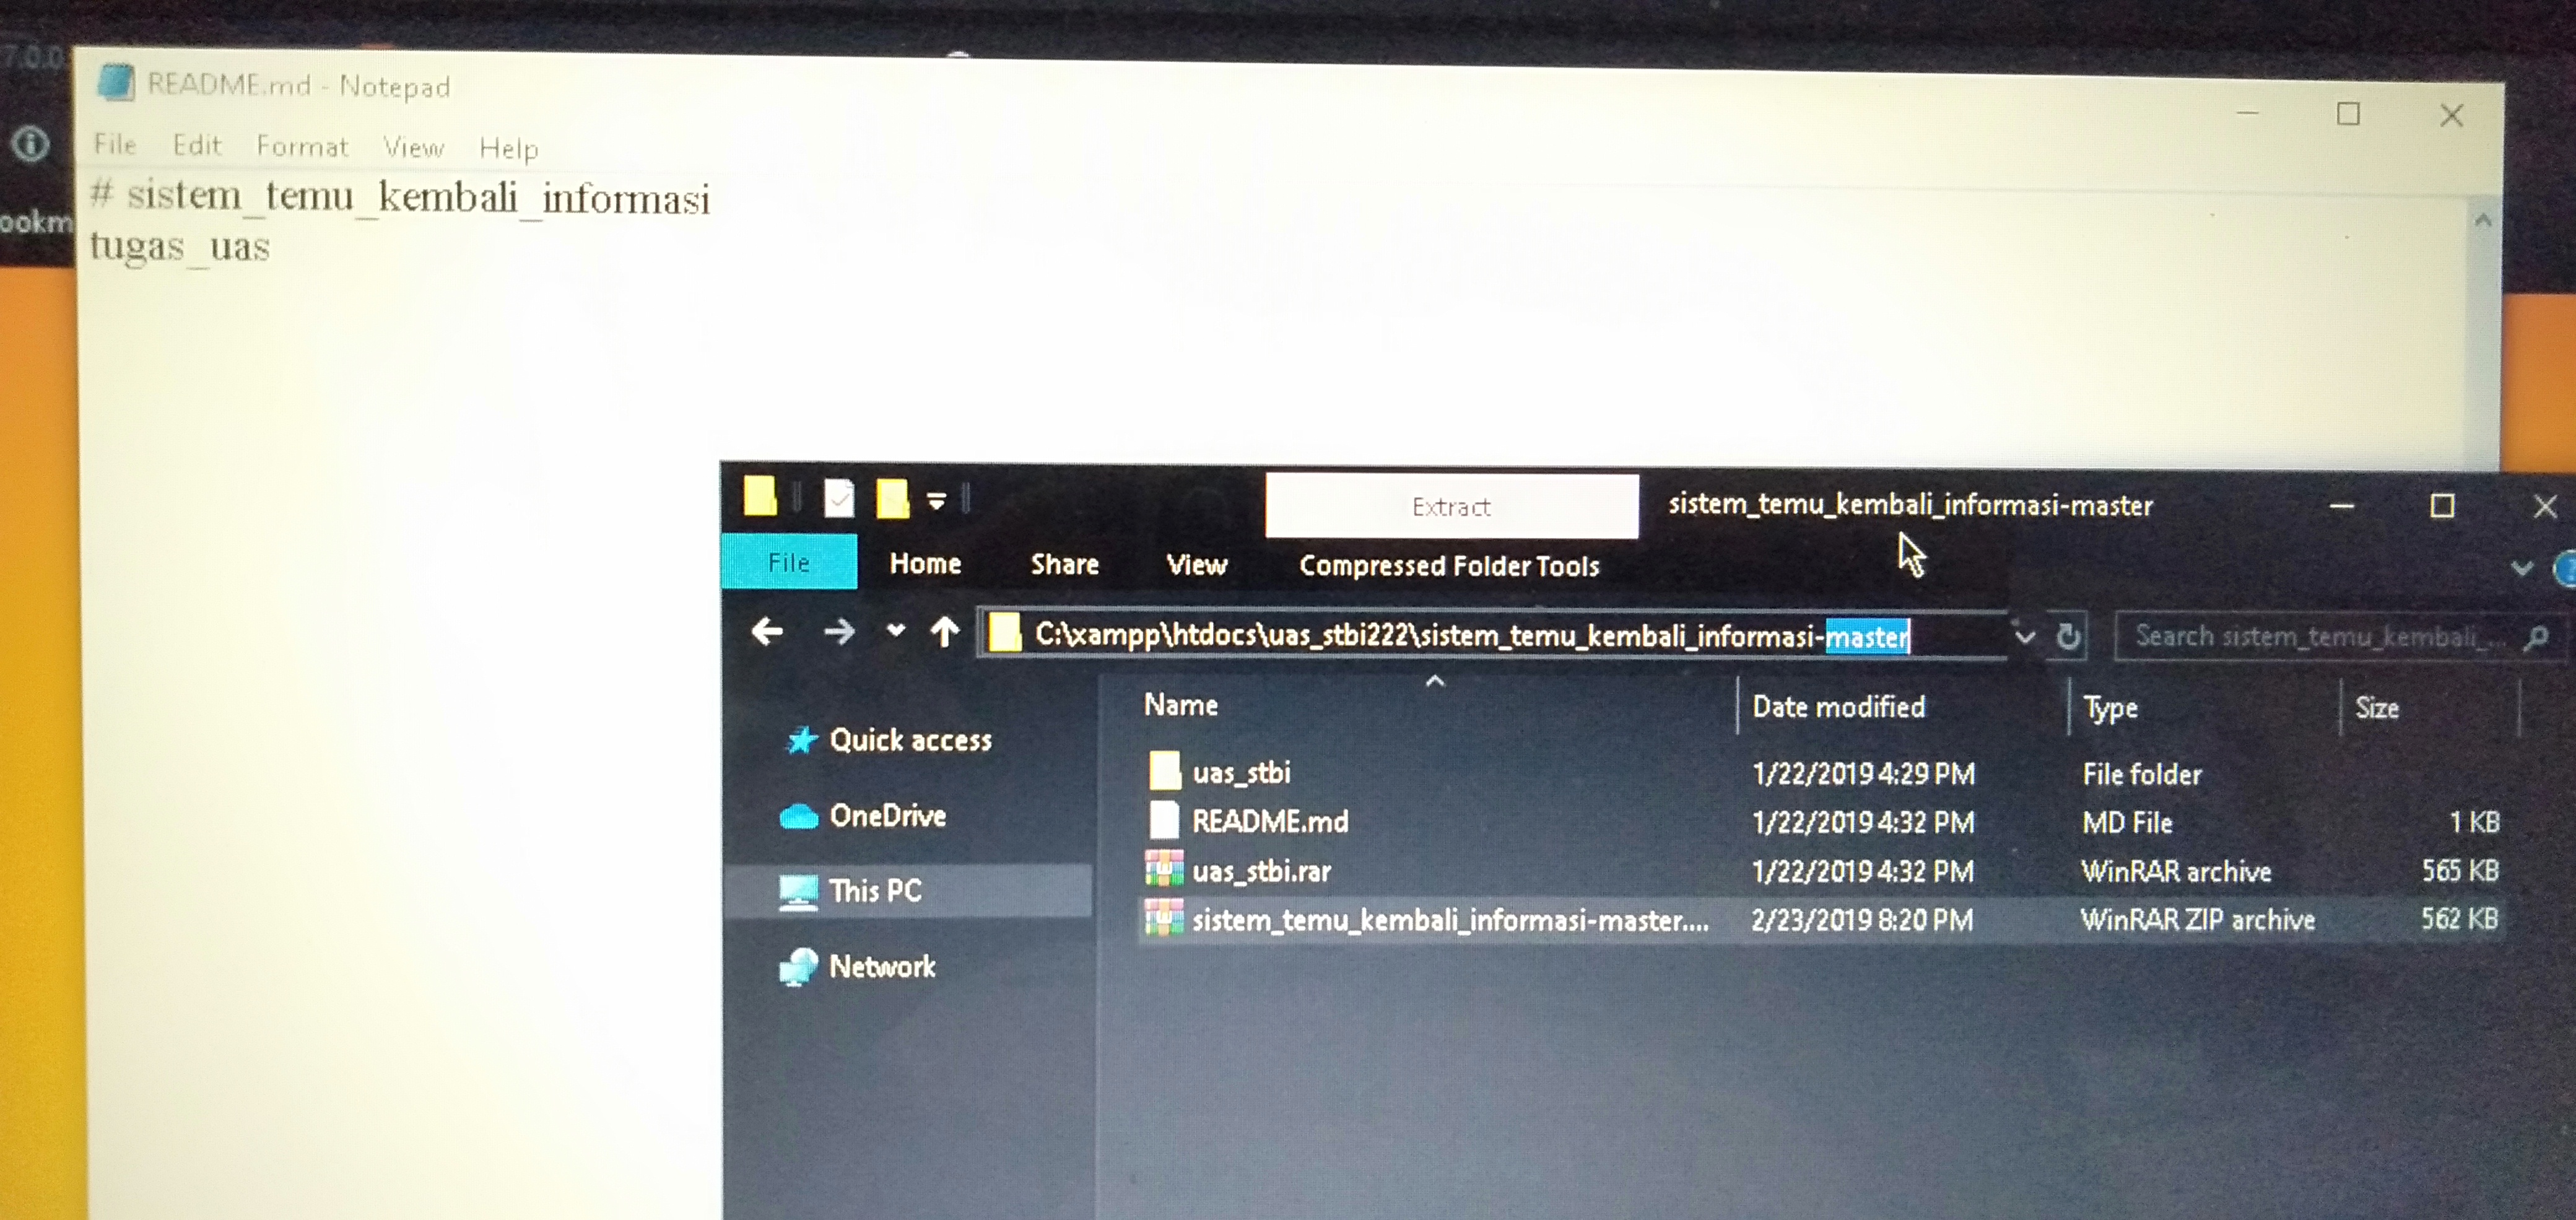 7.0.0
README.md - Notepad
File Edit Format View Help
# sistem_temu_kembali_informasi
ookm
tugas_uas
Extract sistem_temu_kembali_informasi-master
File Home Share View Compressed Folder Tools
C:\xampp\htdocs\uas_stbi222\sistem_temu_kembali_informasi-master
Search sistem_temu_kembali_...
Name Date modified Type Size
Quick access
OneDrive
This PC
Network
uas_stbi 1/22/2019 4:29 PM File folder
README.md 1/22/2019 4:32 PM MD File 1 KB
uas_stbi.rar 1/22/2019 4:32 PM WinRAR archive 565 KB
sistem_temu_kembali_informasi-master.... 2/23/2019 8:20 PM WinRAR ZIP archive 562 KB